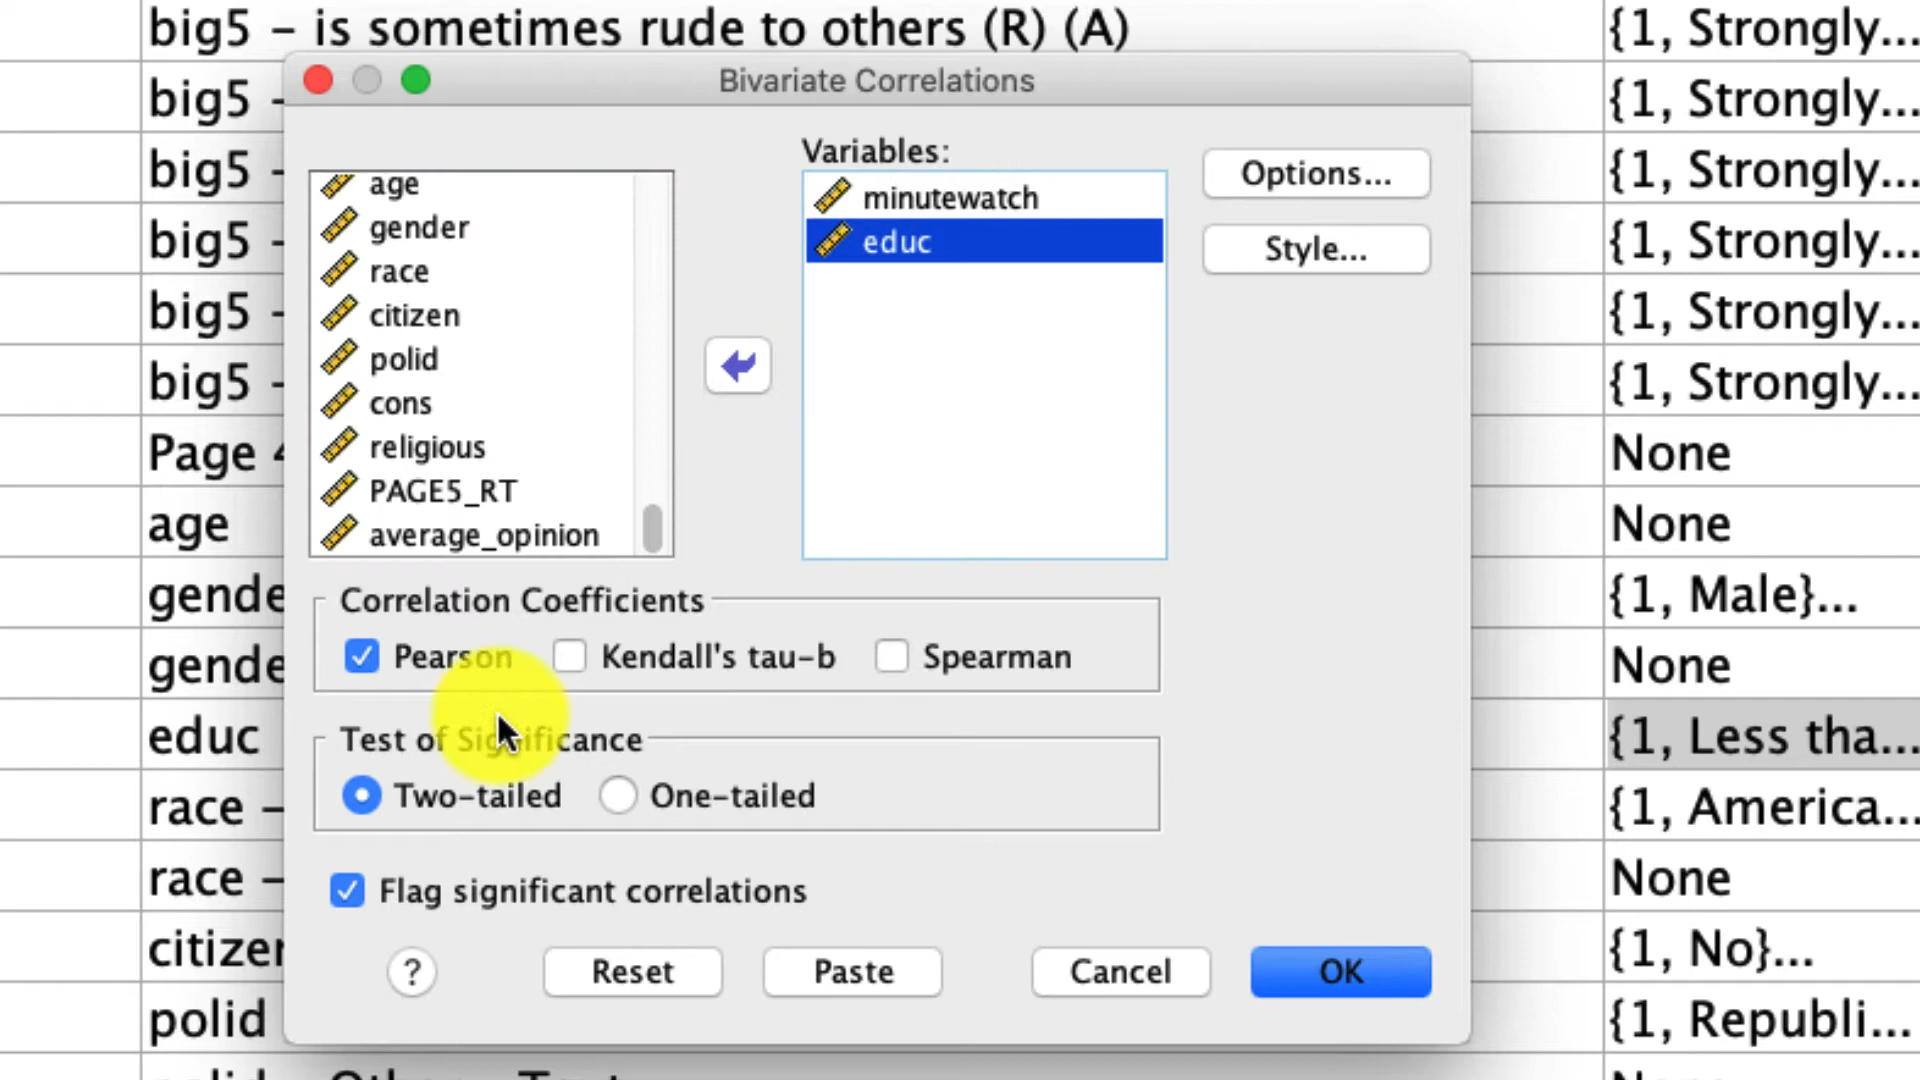 big5 – is sometimes rude to others (R) (A)
{1, Strongly...
Bivariate Correlations
big5 -
{1, Strongly...
Variables:
Options...
big5 -
age
minutewatch
{1, Strongly...
gender
educ
Style...
big5 -
{1, Strongly...
race
citizen
big5 -
{1, Strongly...
polid
big5 -
cons
{1, Strongly...
religious
Page 4
None
PAGE5_RT
average_opinion
age
None
Correlation Coefficients
gende
{1, Male}...
Pearson
Kendall's tau-b
Spearman
gende
None
Test of Significance
educ
{1, Less tha...
Two-tailed
One-tailed
race –
{1, America...
Flag significant correlations
race –
None
citizen
{1, No}...
?
Reset
Paste
Cancel
OK
polid
{1, Republi...